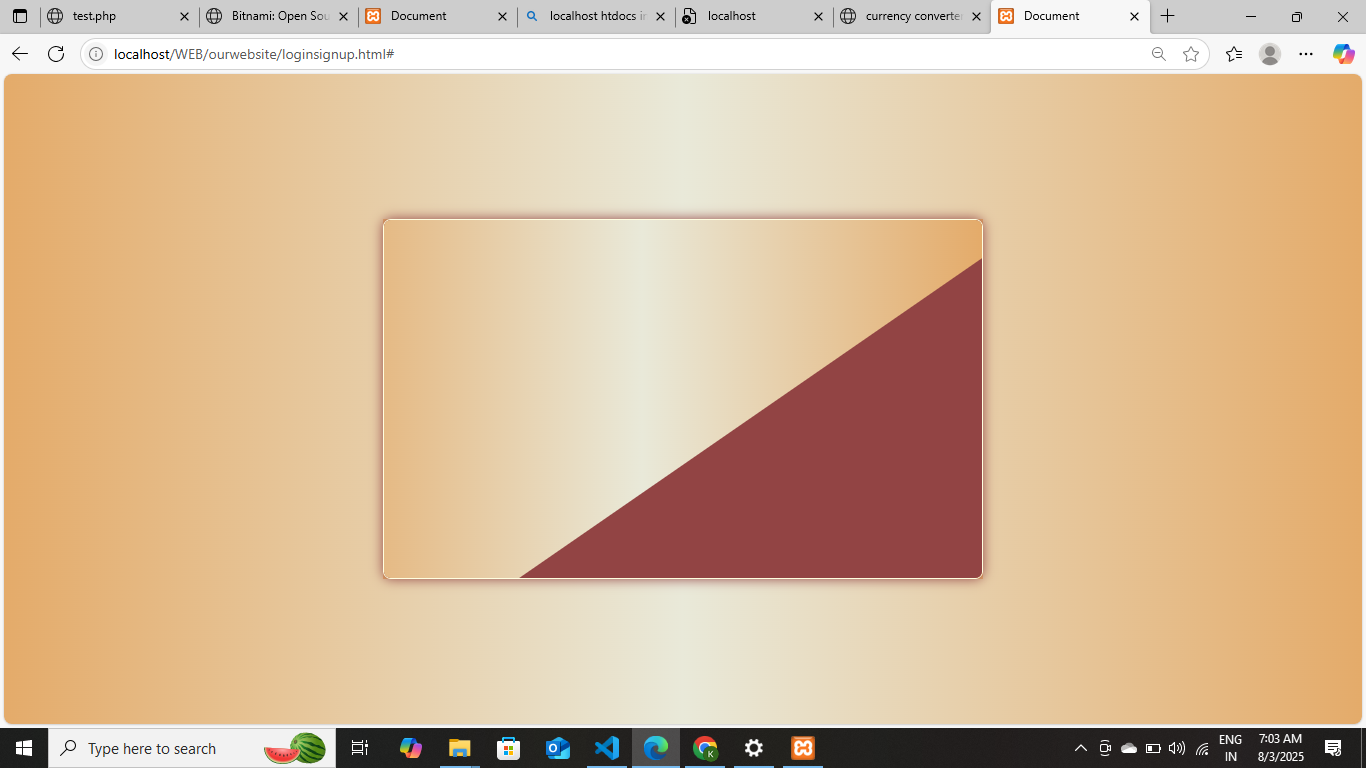 test.php
Bitnami: Open Sou
Document
localhost htdocs in
localhost
currency converte
Document
localhost/WEB/ourwebsite/loginsignup.html#
Type here to search
K
ENG
IN
7:03 AM
8/3/2025